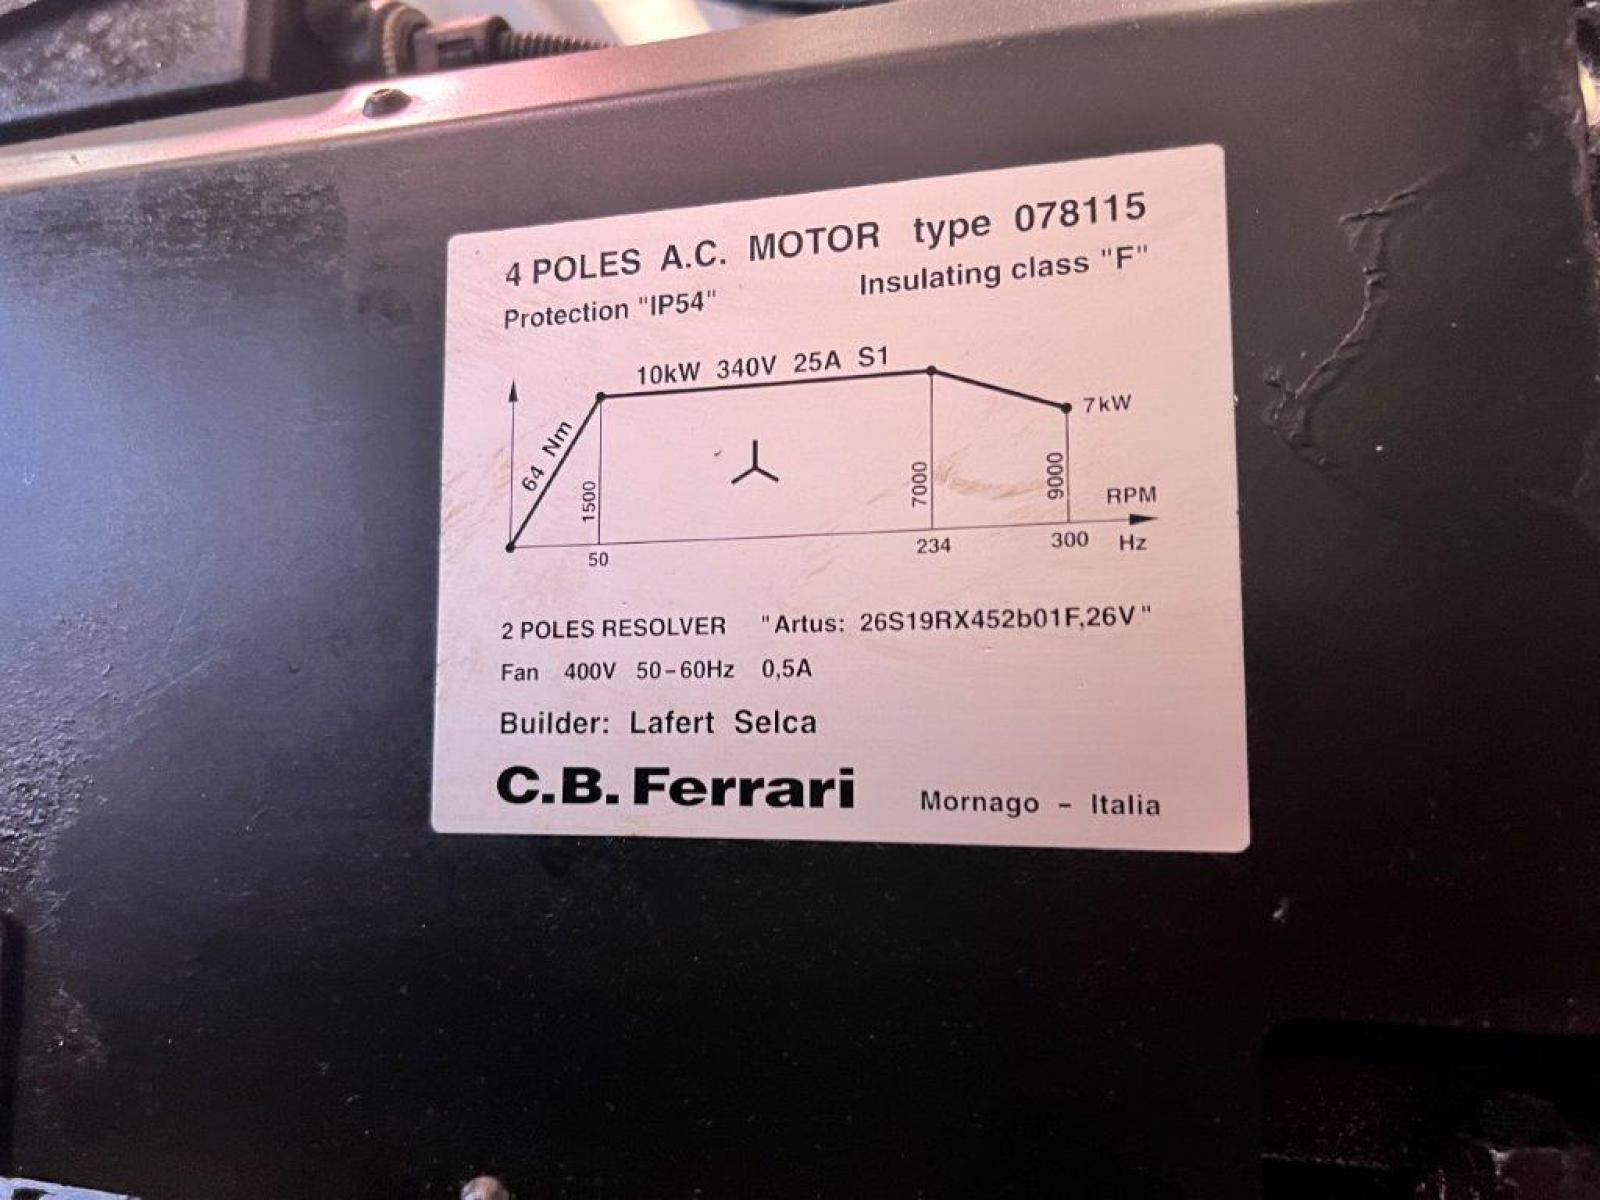 4 POLES A.C. MOTOR type 078115
Protection "IP54" Insulating class "F"
10kW 340V 25A S1
64 Nm
7kW
1500
7000
9000
RPM
50
234
300
Hz
2 POLES RESOLVER "Artus: 26S19RX452b01F,26V"
Fan 400V 50-60Hz 0,5A
Builder: Lafert Selca
C.B. Ferrari Mornago - Italia